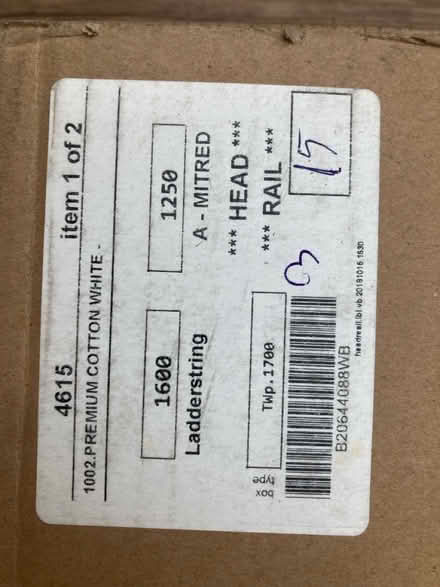 4615 item 1 of 2
1002.PREMIUM COTTON WHITE -
1600 1250
Ladderstring A - MITRED
*** HEAD ***
box type TWp.1700 *** RAIL ***
3 15
B20644088WB
headrail.lbl vb.20181016 1630